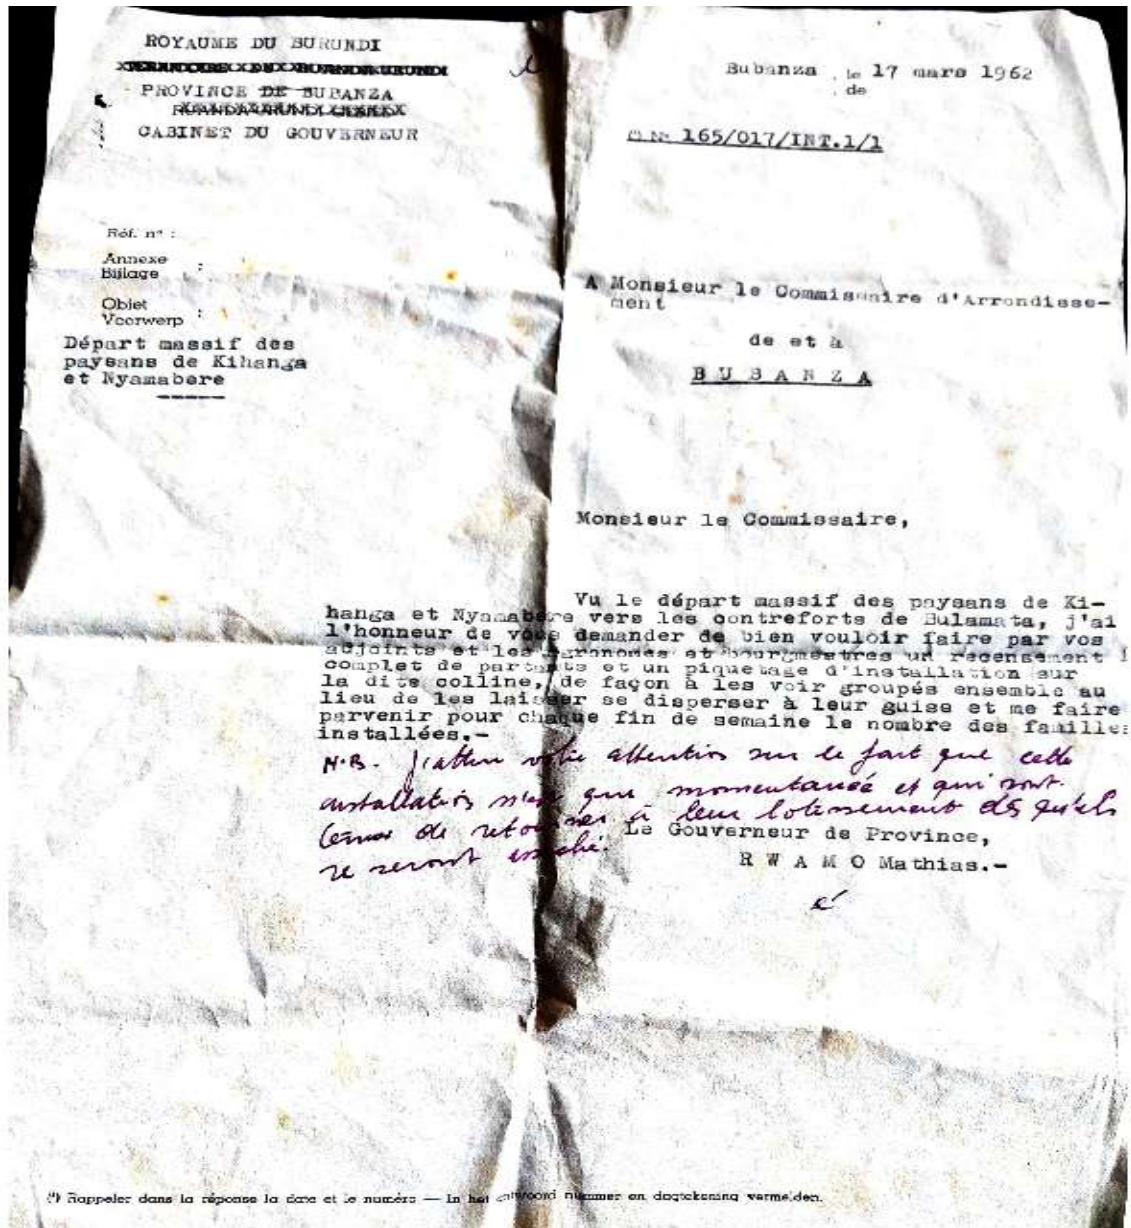 ROYAUME DU BURUNDI
PROVINCE DE BUBANZA
CABINET DU GOUVERNEUR
Bubanza , le 17 mars 1962
de
N° 165/017/INT.1/1
Réf. n° :
Annexe :
Bijlage
Objet :
Voorwerp
Départ massif des
paysans de Kihanga
et Nyamabere
A Monsieur le Commissaire d'Arrondisse-
ment
de et à
BUBANZA
Monsieur le Commissaire,
Vu le départ massif des paysans de Ki-
hanga et Nyamabere vers les contreforts de Bulamata, j'ai
l'honneur de vous demander de bien vouloir faire par vos
adjoints et les agronomes et bourgmestres un recensement
complet de partants et un piquetage d'installation sur
la dite colline, de façon à les voir groupés ensemble au
lieu de les laisser se disperser à leur guise et me faire
parvenir pour chaque fin de semaine le nombre des familles
installées.-
N.B. - J'attire votre attention sur le fait que cette
installation n'est que momentanée et qui sont
tenus de retourner à leur lotissement dès qu'ils
se seront
Le Gouverneur de Province,
RWAMO Mathias.-
(¹) Rappeler dans la réponse la date et le numéro — In het antwoord nummer en dagtekening vermelden.